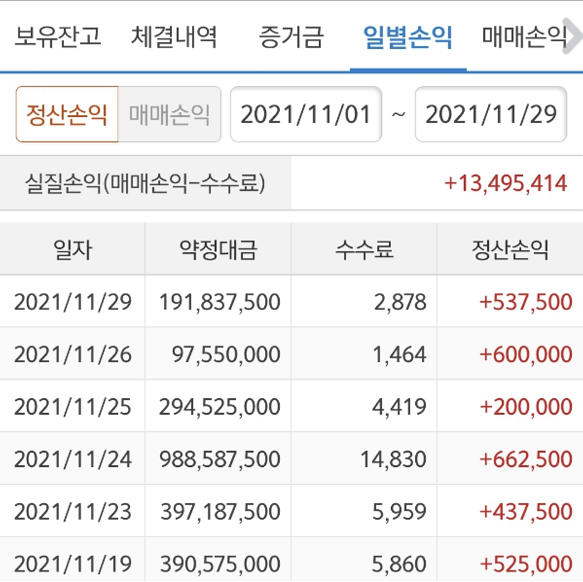 보유잔고 체결내역 증거금 일별손익 매매손익
정산손익 매매손익 2021/11/01 ~ 2021/11/29
실질손익(매매손익-수수료) +13,495,414
일자 약정대금 수수료 정산손익
2021/11/29 191,837,500 2,878 +537,500
2021/11/26 97,550,000 1,464 +600,000
2021/11/25 294,525,000 4,419 +200,000
2021/11/24 988,587,500 14,830 +662,500
2021/11/23 397,187,500 5,959 +437,500
2021/11/19 390,575,000 5,860 +525,000